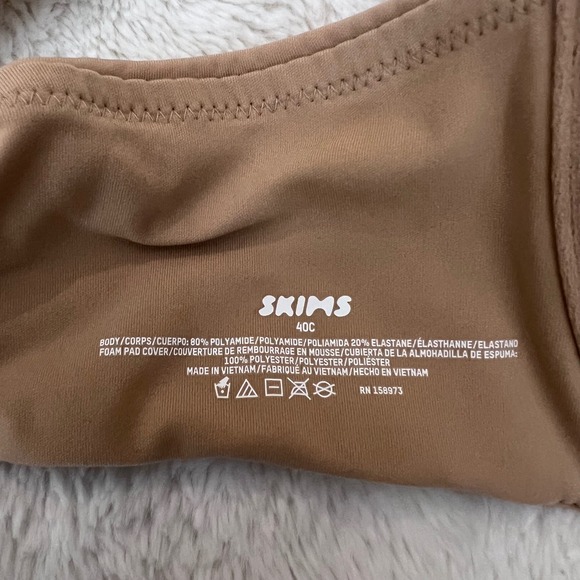 SKIMS
40C
BODY/CORPS/CUERPO: 80% POLYAMIDE/POLYAMIDE/POLIAMIDA 20% ELASTANE/ÉLASTHANNE/ELASTANO
FOAM PAD COVER/COUVERTURE DE REMBOURRAGE EN MOUSSE/CUBIERTA DE LA ALMOHADILLA DE ESPUMA:
100% POLYESTER/POLYESTER/POLIÉSTER
MADE IN VIETNAM/FABRIQUÉ AU VIETNAM/HECHO EN VIETNAM
RN 158973